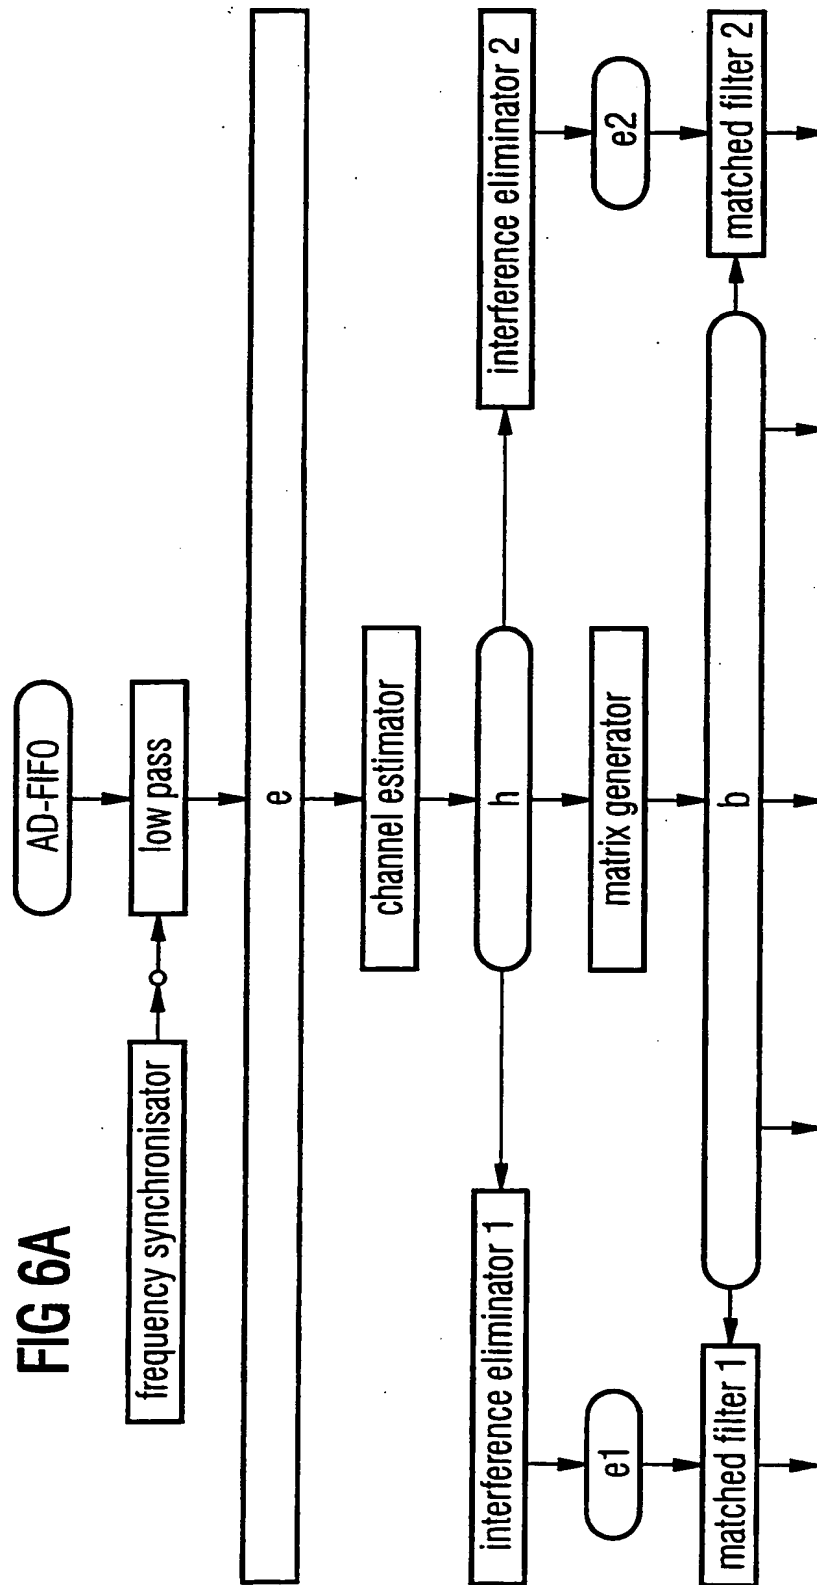 FIG 6A
AD-FIFO
frequency synchronisator
low pass
e
channel estimator
interference eliminator 1
h
interference eliminator 2
e1
matrix generator
e2
matched filter 1
b
matched filter 2